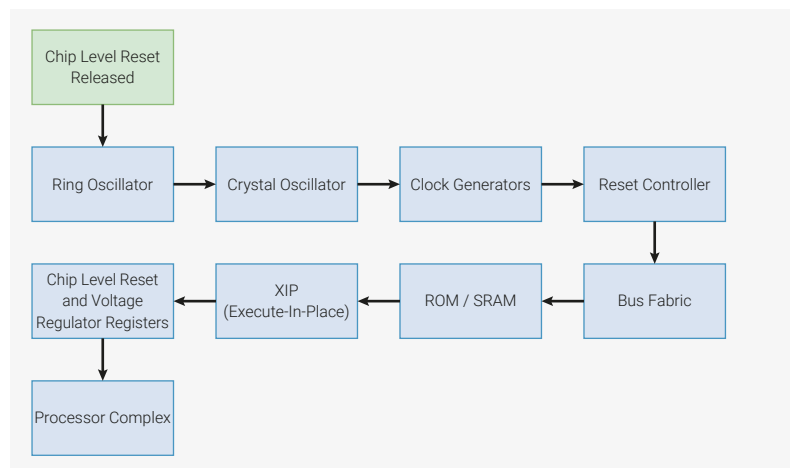 Chip Level Reset
Released
Ring Oscillator
Crystal Oscillator
Clock Generators
Reset Controller
Chip Level Reset
and Voltage
Regulator Registers
XIP
(Execute-In-Place)
ROM / SRAM
Bus Fabric
Processor Complex